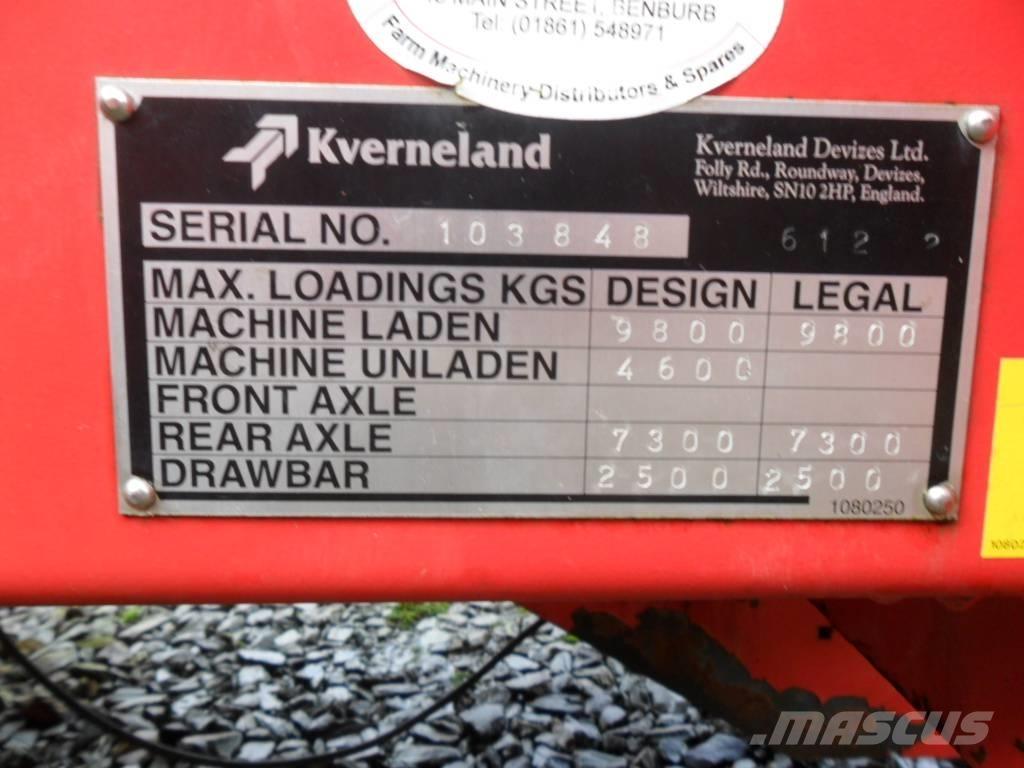 MAIN STREET, BENBURB
Tel: (01861) 548971
Farm Machinery Distributors & Spares
Kverneland
Kverneland Devizes Ltd.
Folly Rd., Roundway, Devizes,
Wiltshire, SN10 2HP, England.
SERIAL NO. 103848
612 2
MAX. LOADINGS KGS DESIGN LEGAL
MACHINE LADEN 9800 9800
MACHINE UNLADEN 4600
FRONT AXLE
REAR AXLE 7300 7300
DRAWBAR 2500 2500
1080250
MASCUS